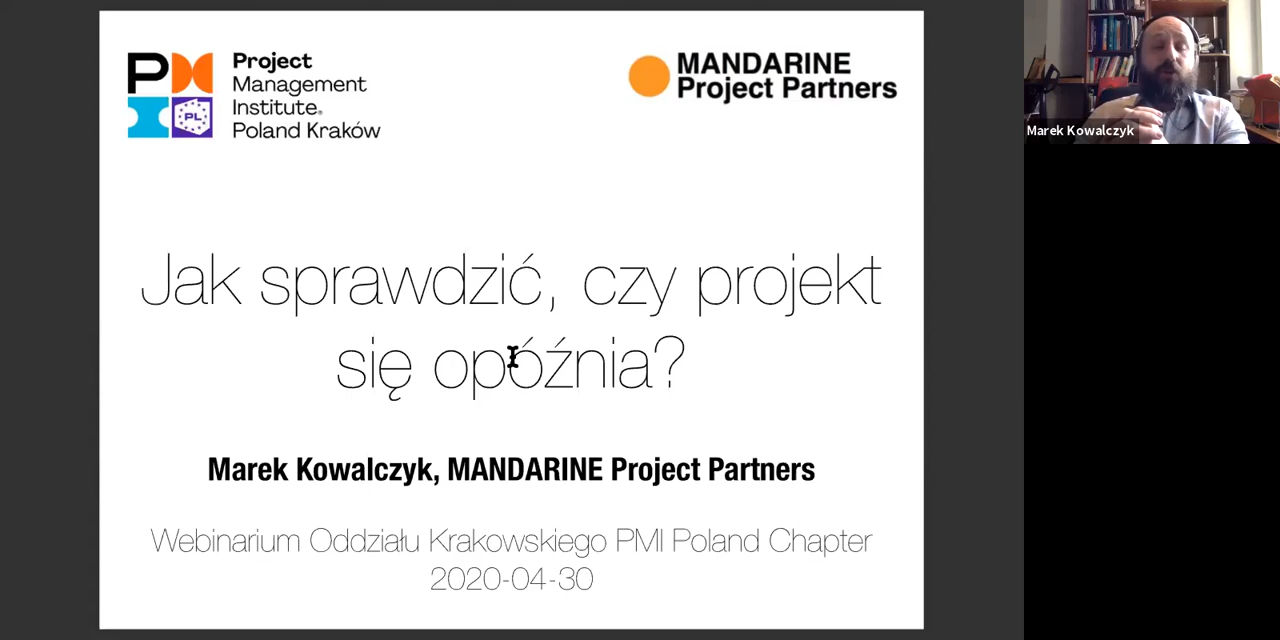 PMI
PL
Project
Management
Institute®
Poland Kraków
MANDARINE
Project Partners
Jak sprawdzić, czy projekt
się opóźnia?
Marek Kowalczyk, MANDARINE Project Partners
Webinarium Oddziału Krakowskiego PMI Poland Chapter
2020-04-30
Marek Kowalczyk